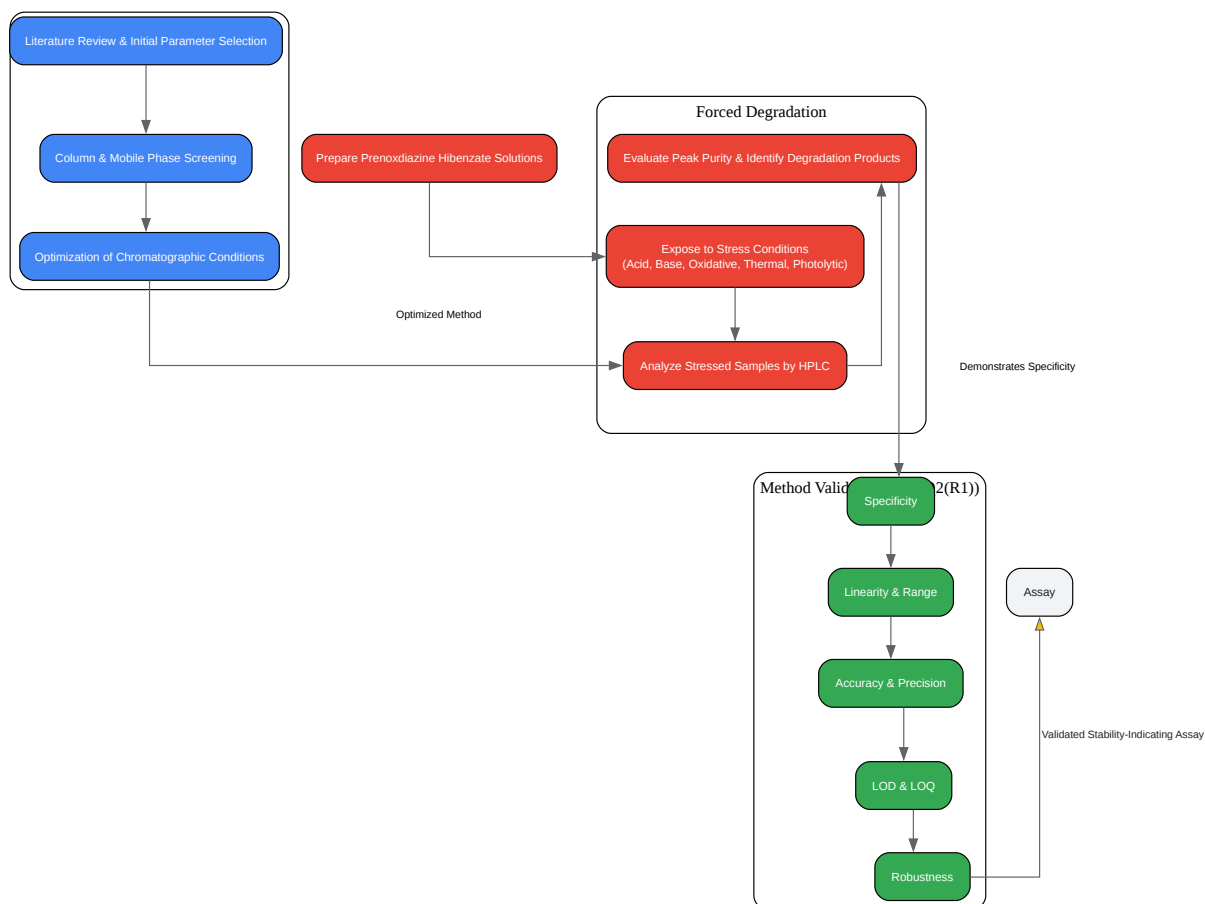 Literature Review & Initial Parameter Selection
Column & Mobile Phase Screening
Optimization of Chromatographic Conditions
Prepare Prenoxdiazine Hibenzate Solutions
Optimized Method
Forced Degradation
Evaluate Peak Purity & Identify Degradation Products
Expose to Stress Conditions
(Acid, Base, Oxidative, Thermal, Photolytic)
Analyze Stressed Samples by HPLC
Demonstrates Specificity
Method 2(R1))
Specificity
Linearity & Range
Accuracy & Precision
LOD & LOQ
Robustness
Assay
Validated Stability-Indicating Assay